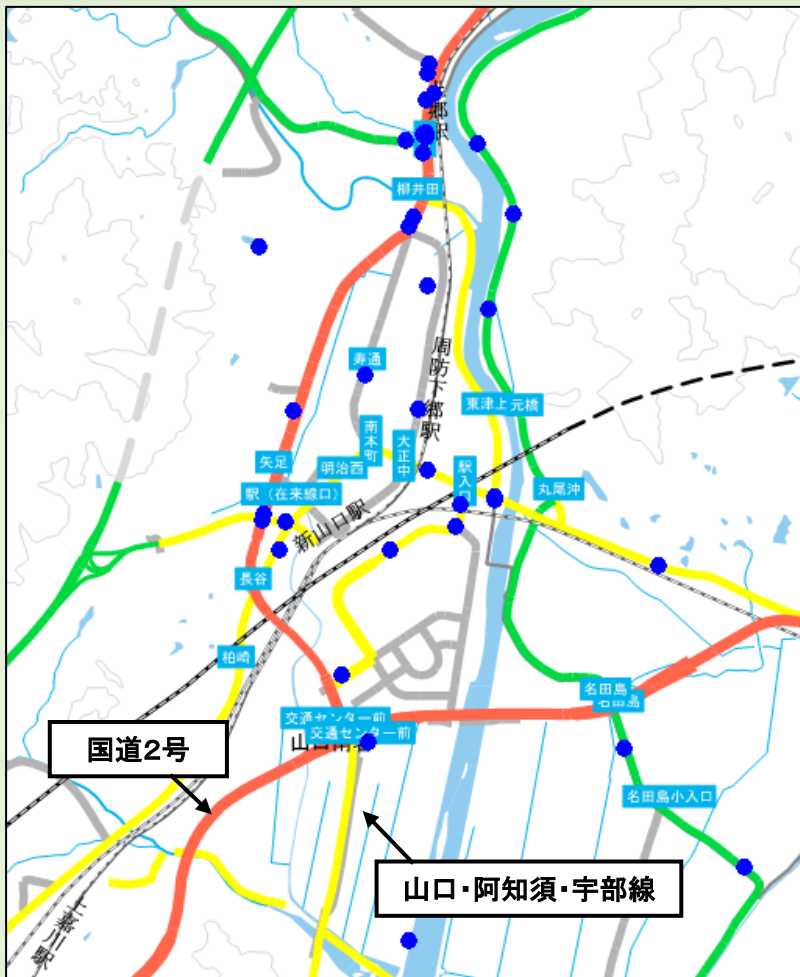 柳井田
周防下郷駅
寿通
東津上
元橋
南本町
大正中
矢足
明治西
駅入口
駅(在来線口)
丸尾沖
新山口駅
長谷
柏崎
名田島
名田島
交通センター前
交通センター前
国道2号
名田島小入口
山口・阿知須・宇部線
上嘉川駅